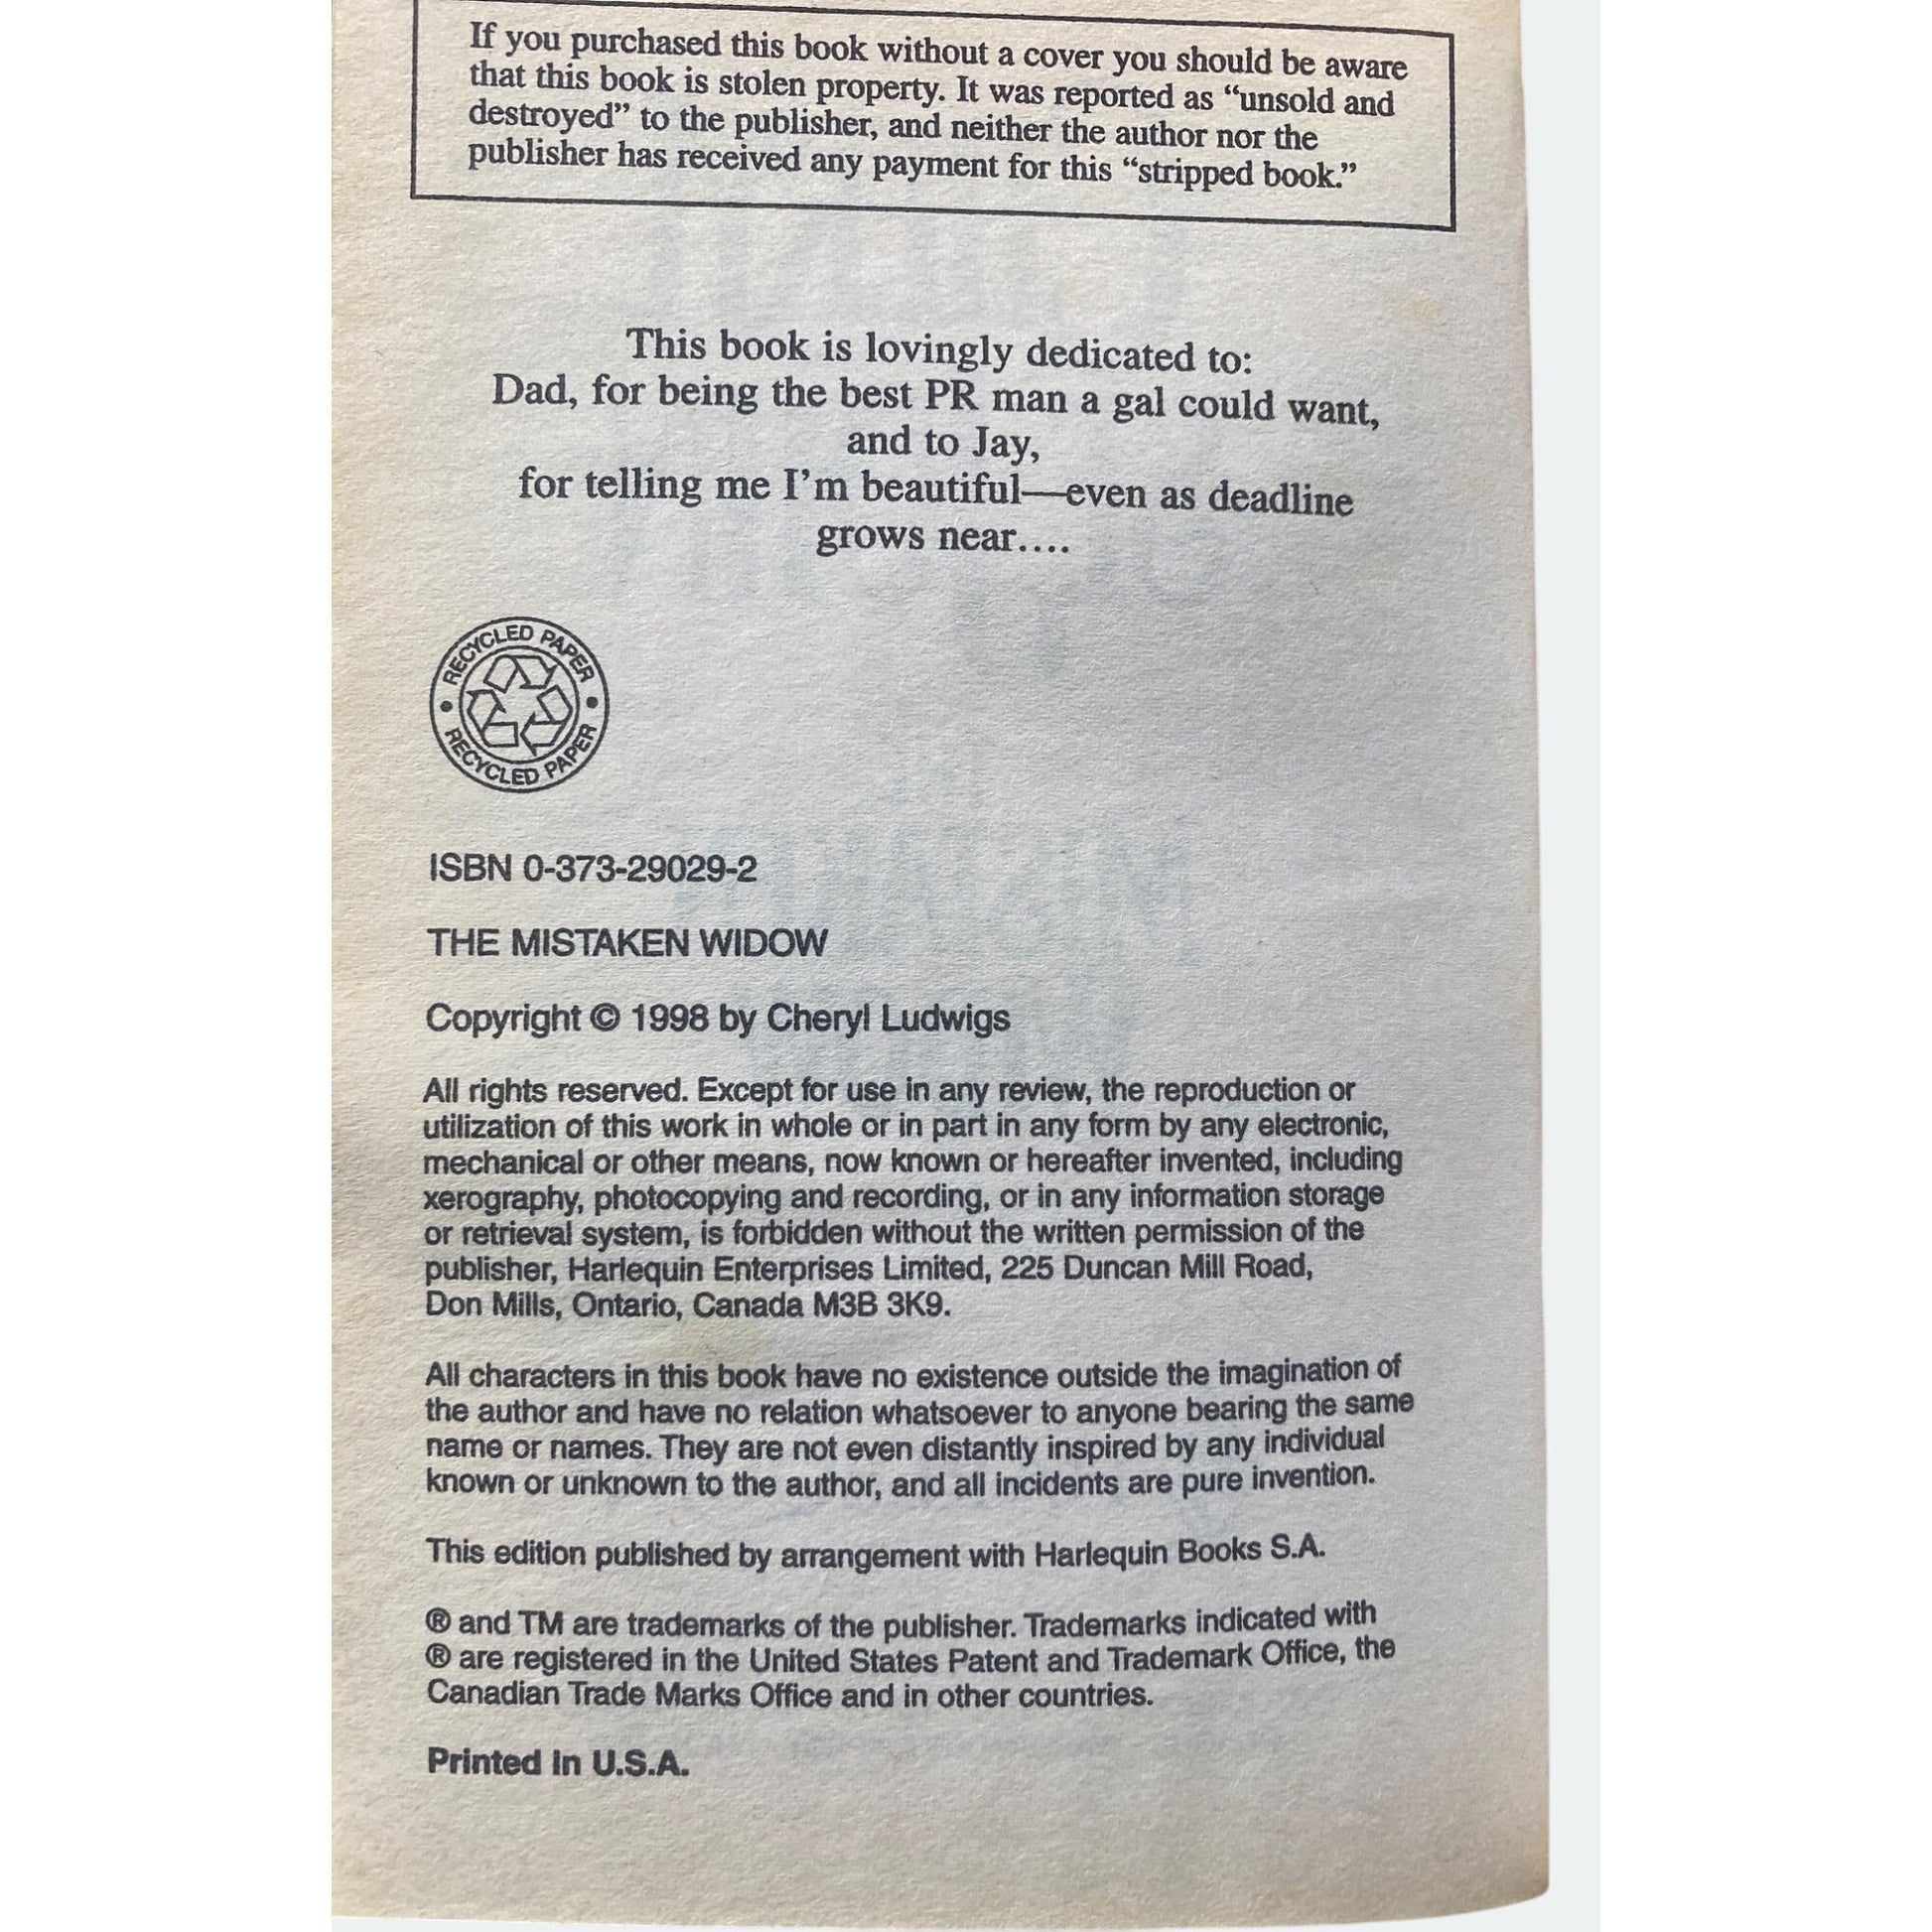 If you purchased this book without a cover you should be aware
that this book is stolen property. It was reported as “unsold and
destroyed” to the publisher, and neither the author nor the
publisher has received any payment for this “stripped book.”
This book is lovingly dedicated to:
Dad, for being the best PR man a gal could want,
and to Jay,
for telling me I’m beautiful—even as deadline
grows near....
RECYCLED PAPER
RECYCLED PAPER
ISBN 0-373-29029-2
THE MISTAKEN WIDOW
Copyright © 1998 by Cheryl Ludwigs
All rights reserved. Except for use in any review, the reproduction or
utilization of this work in whole or in part in any form by any electronic,
mechanical or other means, now known or hereafter invented, including
xerography, photocopying and recording, or in any information storage
or retrieval system, is forbidden without the written permission of the
publisher, Harlequin Enterprises Limited, 225 Duncan Mill Road,
Don Mills, Ontario, Canada M3B 3K9.
All characters in this book have no existence outside the imagination of
the author and have no relation whatsoever to anyone bearing the same
name or names. They are not even distantly inspired by any individual
known or unknown to the author, and all incidents are pure invention.
This edition published by arrangement with Harlequin Books S.A.
® and TM are trademarks of the publisher. Trademarks indicated with
® are registered in the United States Patent and Trademark Office, the
Canadian Trade Marks Office and in other countries.
Printed in U.S.A.